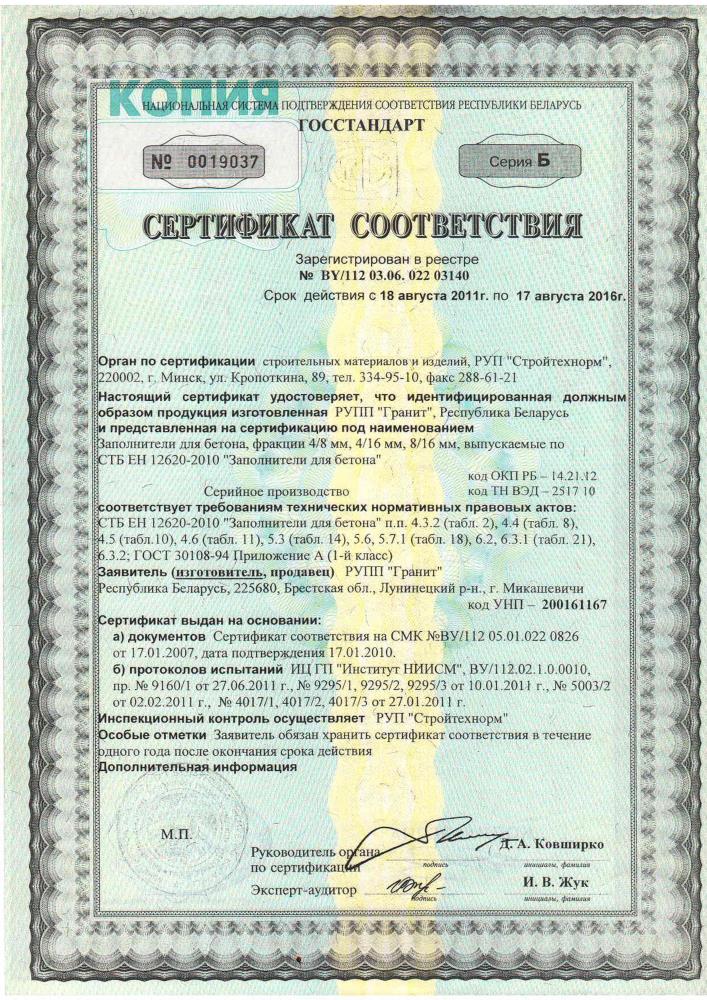 КОПИЯ
НАЦИОНАЛЬНАЯ СИСТЕМА ПОДТВЕРЖДЕНИЯ СООТВЕТСТВИЯ РЕСПУБЛИКИ БЕЛАРУСЬ
ГОССТАНДАРТ
№ 0019037
Серия Б
СЕРТИФИКАТ СООТВЕТСТВИЯ
Зарегистрирован в реестре
№ BY/112 03.06. 022 03140
Срок действия с 18 августа 2011г. по 17 августа 2016г.
Орган по сертификации строительных материалов и изделий, РУП "Стройтехнорм",
220002, г. Минск, ул. Кропоткина, 89, тел. 334-95-10, факс 288-61-21
Настоящий сертификат удостоверяет, что идентифицированная должным
образом продукция изготовленная РУПП "Гранит", Республика Беларусь
и представленная на сертификацию под наименованием
Заполнители для бетона, фракции 4/8 мм, 4/16 мм, 8/16 мм, выпускаемые по
СТБ ЕН 12620-2010 "Заполнители для бетона"
код ОКП РБ – 14.21.12
Серийное производство код ТН ВЭД – 2517 10
соответствует требованиям технических нормативных правовых актов:
СТБ ЕН 12620-2010 "Заполнители для бетона" п.п. 4.3.2 (табл. 2), 4.4 (табл. 8),
4.5 (табл.10), 4.6 (табл. 11), 5.3 (табл. 14), 5.6, 5.7.1 (табл. 18), 6.2, 6.3.1 (табл. 21),
6.3.2; ГОСТ 30108-94 Приложение А (1-й класс)
Заявитель (изготовитель, продавец) РУПП "Гранит"
Республика Беларусь, 225680, Брестская обл., Лунинецкий р-н., г. Микашевичи
код УНП – 200161167
Сертификат выдан на основании:
а) документов Сертификат соответствия на СМК №BY/112 05.01.022 0826
от 17.01.2007, дата подтверждения 17.01.2010.
б) протоколов испытаний ИЦ ГП "Институт НИИСМ", BY/112.02.1.0.0010,
пр. № 9160/1 от 27.06.2011 г., № 9295/1, 9295/2, 9295/3 от 10.01.2011 г., № 5003/2
от 02.02.2011 г., № 4017/1, 4017/2, 4017/3 от 27.01.2011 г.
Инспекционный контроль осуществляет РУП "Стройтехнорм"
Особые отметки Заявитель обязан хранить сертификат соответствия в течение
одного года после окончания срока действия
Дополнительная информация
М.П.
Руководитель органа Д. А. Ковширко
по сертификации подпись инициалы, фамилия
Эксперт-аудитор И. В. Жук
подпись инициалы, фамилия